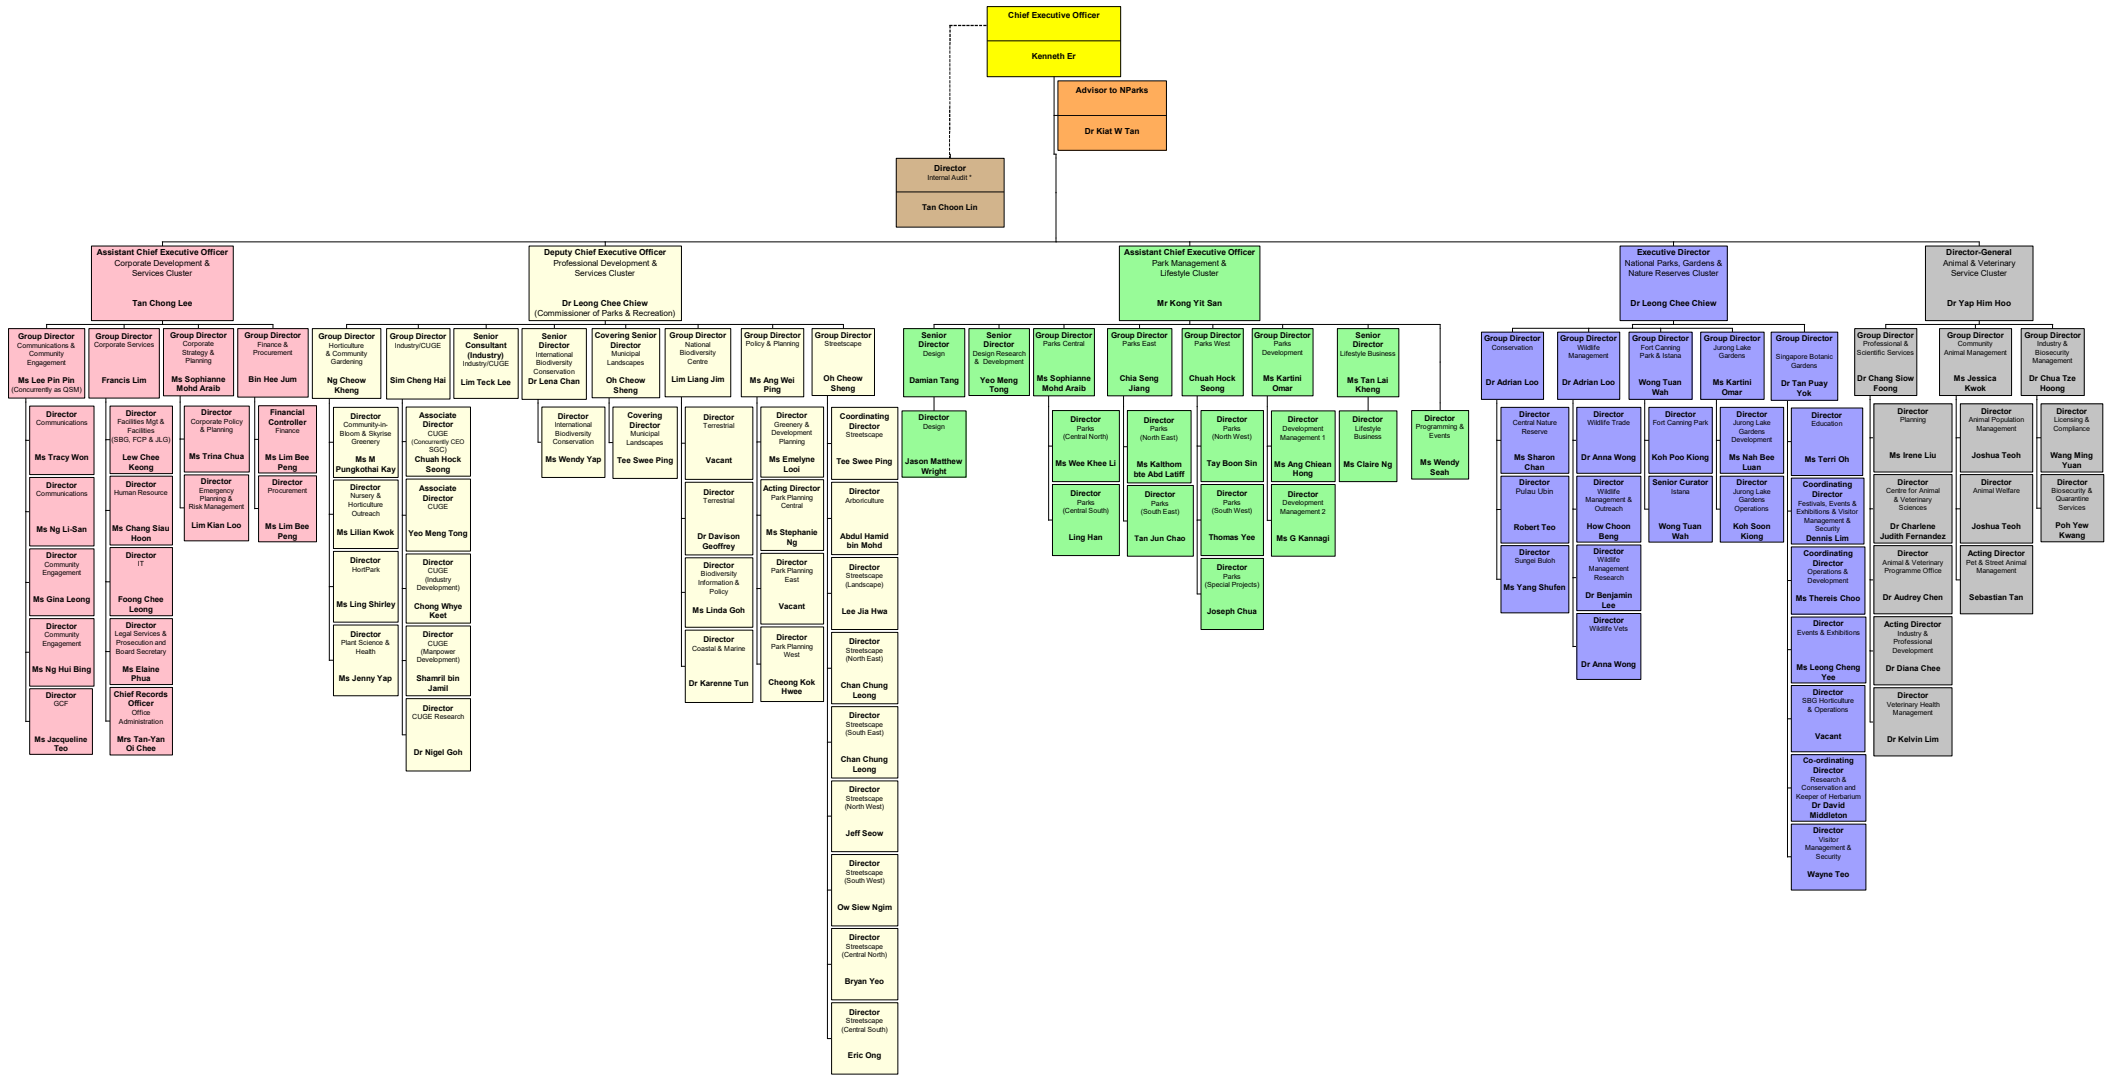 Chief Executive Officer
Kenneth Er
Advisor to NParks
Dr Kiat W Tan
Director
Internal Audit *
Tan Choon Lin
Assistant Chief Executive Officer
Corporate Development &
Services Cluster
Tan Chong Lee
Deputy Chief Executive Officer
Professional Development &
Services Cluster
Dr Leong Chee Chiew
(Commissioner of Parks & Recreation)
Assistant Chief Executive Officer
Park Management &
Lifestyle Cluster
Mr Kong Yit San
Executive Director
National Parks, Gardens &
Nature Reserves Cluster
Dr Leong Chee Chiew
Director-General
Animal & Veterinary
Service Cluster
Dr Yap Him Hoo
Group Director
Communications &
Community
Engagement
Ms Lee Pin Pin
(Concurrently as QSM)
Director
Communications
Ms Tracy Won
Director
Communications
Ms Ng Li-San
Director
Community
Engagement
Ms Gina Leong
Director
Community
Engagement
Ms Ng Hui Bing
Director
GCF
Ms Jacqueline
Teo
Group Director
Corporate Services
Francis Lim
Director
Facilities Mgt &
Facilities
(SBG, FCP & JLG)
Lew Chee
Keong
Director
Human Resource
Ms Chang Siau
Hoon
Director
IT
Foong Chee
Leong
Director
Legal Services &
Prosecution and
Board Secretary
Ms Elaine
Phua
Chief Records
Officer
Office
Administration
Mrs Tan-Yan
Oi Chee
Group Director
Corporate
Strategy &
Planning
Ms Sophianne
Mohd Araib
Director
Corporate Policy
& Planning
Ms Trina Chua
Director
Emergency
Planning &
Risk Management
Lim Kian Loo
Group Director
Finance &
Procurement
Bin Hee Jum
Financial
Controller
Finance
Ms Lim Bee
Peng
Director
Procurement
Ms Lim Bee
Peng
Group Director
Horticulture
& Community
Gardening
Ng Cheow
Kheng
Director
Community-in-
Bloom & Skyrise
Greenery
Ms M
Pungkothai Kay
Director
Nursery &
Horticulture
Outreach
Ms Lilian Kwok
Director
HortPark
Ms Ling Shirley
Director
Plant Science &
Health
Ms Jenny Yap
Group Director
Industry/CUGE
Sim Cheng Hai
Associate
Director
CUGE
(Concurrently CEO
SGC)
Chuah Hock
Seong
Associate
Director
CUGE
Yeo Meng Tong
Director
CUGE
(Industry
Development)
Chong Whye
Keet
Director
CUGE
(Manpower
Development)
Shamril bin
Jamil
Director
CUGE Research
Dr Nigel Goh
Senior
Consultant
(Industry)
Industry/CUGE
Lim Teck Lee
Senior
Director
International
Biodiversity
Conservation
Dr Lena Chan
Director
International
Biodiversity
Conservation
Ms Wendy Yap
Covering Senior
Director
Municipal
Landscapes
Oh Cheow
Sheng
Covering
Director
Municipal
Landscapes
Tee Swee Ping
Group Director
National
Biodiversity
Centre
Lim Liang Jim
Director
Terrestrial
Vacant
Director
Terrestrial
Dr Davison
Geoffrey
Director
Biodiversity
Information &
Policy
Ms Linda Goh
Director
Coastal & Marine
Dr Karenne Tun
Group Director
Policy & Planning
Ms Ang Wei
Ping
Director
Greenery &
Development
Planning
Ms Emelyne
Looi
Acting Director
Park Planning
Central
Ms Stephanie
Ng
Director
Park Planning
East
Vacant
Director
Park Planning
West
Cheong Kok
Hwee
Group Director
Streetscape
Oh Cheow
Sheng
Coordinating
Director
Streetscape
Tee Swee Ping
Director
Arboriculture
Abdul Hamid
bin Mohd
Director
Streetscape
(Landscape)
Lee Jia Hwa
Director
Streetscape
(North East)
Chan Chung
Leong
Director
Streetscape
(South East)
Chan Chung
Leong
Director
Streetscape
(North West)
Jeff Seow
Director
Streetscape
(South West)
Ow Siew Ngim
Director
Streetscape
(Central North)
Bryan Yeo
Director
Streetscape
(Central South)
Eric Ong
Senior
Director
Design
Damian Tang
Director
Design
Jason Matthew
Wright
Senior
Director
Design Research
& Development
Yeo Meng
Tong
Group Director
Parks Central
Ms Sophianne
Mohd Araib
Director
Parks
(Central North)
Ms Wee Khee Li
Director
Parks
(Central South)
Ling Han
Group Director
Parks East
Chia Seng
Jiang
Director
Parks
(North East)
Ms Kalthom
bte Abd Latiff
Director
Parks
(South East)
Tan Jun Chao
Group Director
Parks West
Chuah Hock
Seong
Director
Parks
(North West)
Tay Boon Sin
Director
Parks
(South West)
Thomas Yee
Director
Parks
(Special Projects)
Joseph Chua
Group Director
Parks
Development
Ms Kartini
Omar
Director
Development
Management 1
Ms Ang Chiean
Hong
Director
Development
Management 2
Ms G Kannagi
Senior
Director
Lifestyle Business
Ms Tan Lai
Kheng
Director
Lifestyle
Business
Ms Claire Ng
Director
Programming &
Events
Ms Wendy
Seah
Group Director
Conservation
Dr Adrian Loo
Director
Central Nature
Reserve
Ms Sharon
Chan
Director
Pulau Ubin
Robert Teo
Director
Sungei Buloh
Ms Yang Shufen
Group Director
Wildlife
Management
Dr Adrian Loo
Director
Wildlife Trade
Dr Anna Wong
Director
Wildlife
Management &
Outreach
How Choon
Beng
Director
Wildlife
Management
Research
Dr Benjamin
Lee
Director
Wildlife Vets
Dr Anna Wong
Group Director
Fort Canning
Park & Istana
Wong Tuan
Wah
Director
Fort Canning Park
Koh Poo Kiong
Senior Curator
Istana
Wong Tuan
Wah
Group Director
Jurong Lake
Gardens
Ms Kartini
Omar
Director
Jurong Lake
Gardens
Development
Ms Nah Bee
Luan
Director
Jurong Lake
Gardens
Operations
Koh Soon
Kiong
Group Director
Singapore Botanic
Gardens
Dr Tan Puay
Yok
Director
Education
Ms Terri Oh
Coordinating
Director
Festivals, Events &
Exhibitions & Visitor
Management &
Security
Dennis Lim
Coordinating
Director
Operations &
Development
Ms Thereis Choo
Director
Events & Exhibitions
Ms Leong Cheng
Yee
Director
SBG Horticulture
& Operations
Vacant
Co-ordinating
Director
Research &
Conservation and
Keeper of Herbarium
Dr David
Middleton
Director
Visitor
Management &
Security
Wayne Teo
Group Director
Professional &
Scientific Services
Dr Chang Siow
Foong
Director
Planning
Ms Irene Liu
Director
Centre for Animal
& Veterinary
Sciences
Dr Charlene
Judith Fernandez
Director
Animal & Veterinary
Programme Office
Dr Audrey Chen
Acting Director
Industry &
Professional
Development
Dr Diana Chee
Director
Veterinary Health
Management
Dr Kelvin Lim
Group Director
Community
Animal Management
Ms Jessica
Kwok
Director
Animal Population
Management
Joshua Teoh
Director
Animal Welfare
Joshua Teoh
Acting Director
Pet & Street Animal
Management
Sebastian Tan
Group Director
Industry &
Biosecurity
Management
Dr Chua Tze
Hoong
Director
Licensing &
Compliance
Wang Ming
Yuan
Director
Biosecurity &
Quarantine
Services
Poh Yew
Kwang